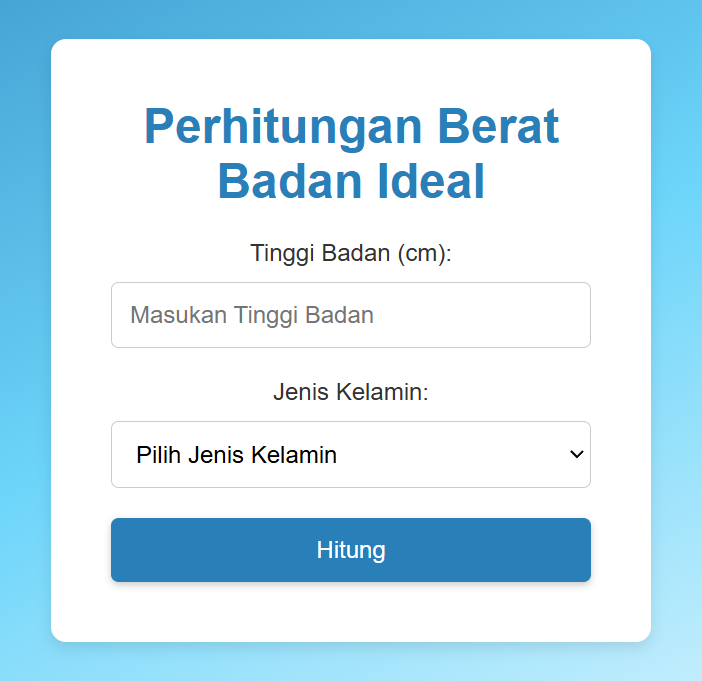 Perhitungan Berat
Badan Ideal
Tinggi Badan (cm):
Masukan Tinggi Badan
Jenis Kelamin:
Pilih Jenis Kelamin
Hitung